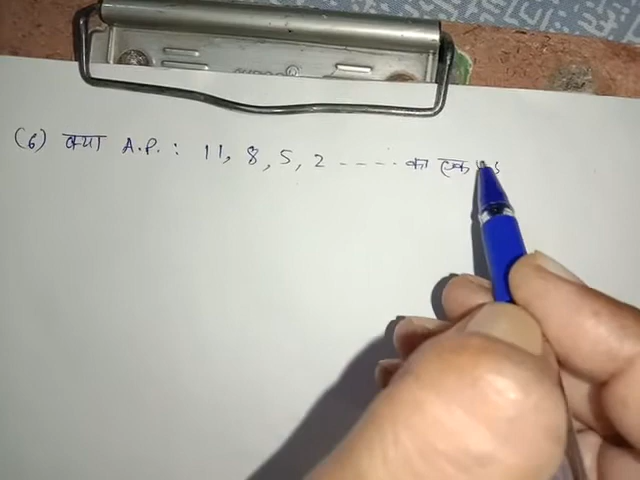 (6) क्या A.P. : 11, 8, 5, 2 ----- का एक